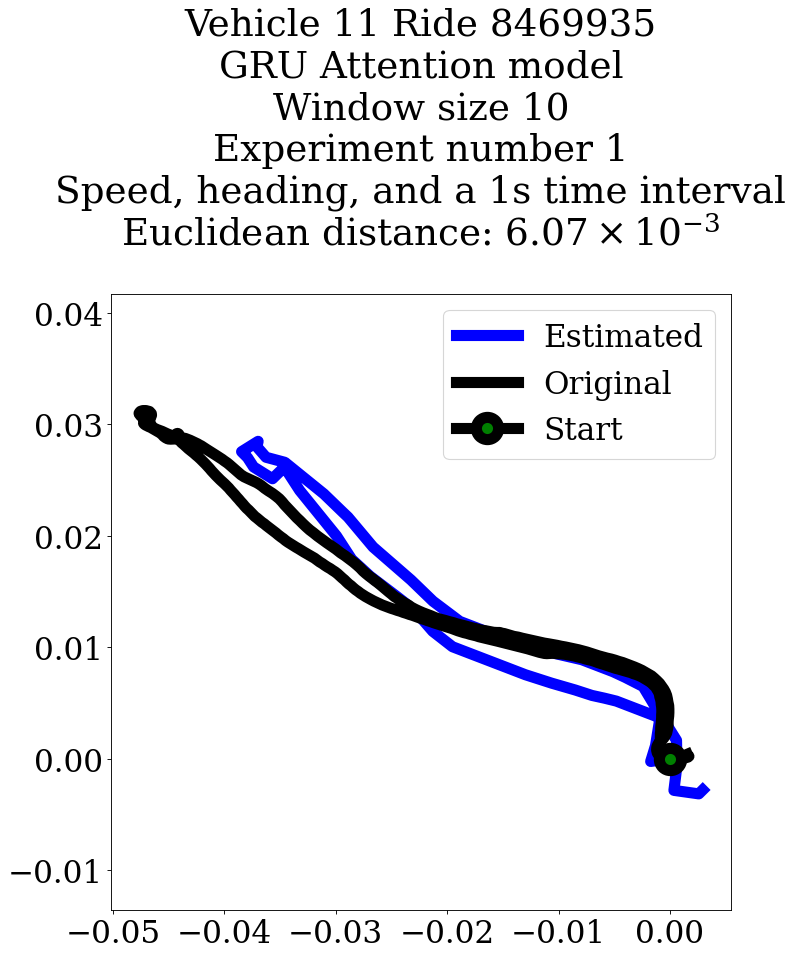 Vehicle 11 Ride 8469935
GRU Attention model
Window size 10
Experiment number 1
Speed, heading, and a 1s time interval
Euclidean distance: 6.07 × 10⁻³
0.04
0.03
0.02
0.01
0.00
−0.01
Estimated
Original
Start
−0.05 −0.04 −0.03 −0.02 −0.01 0.00